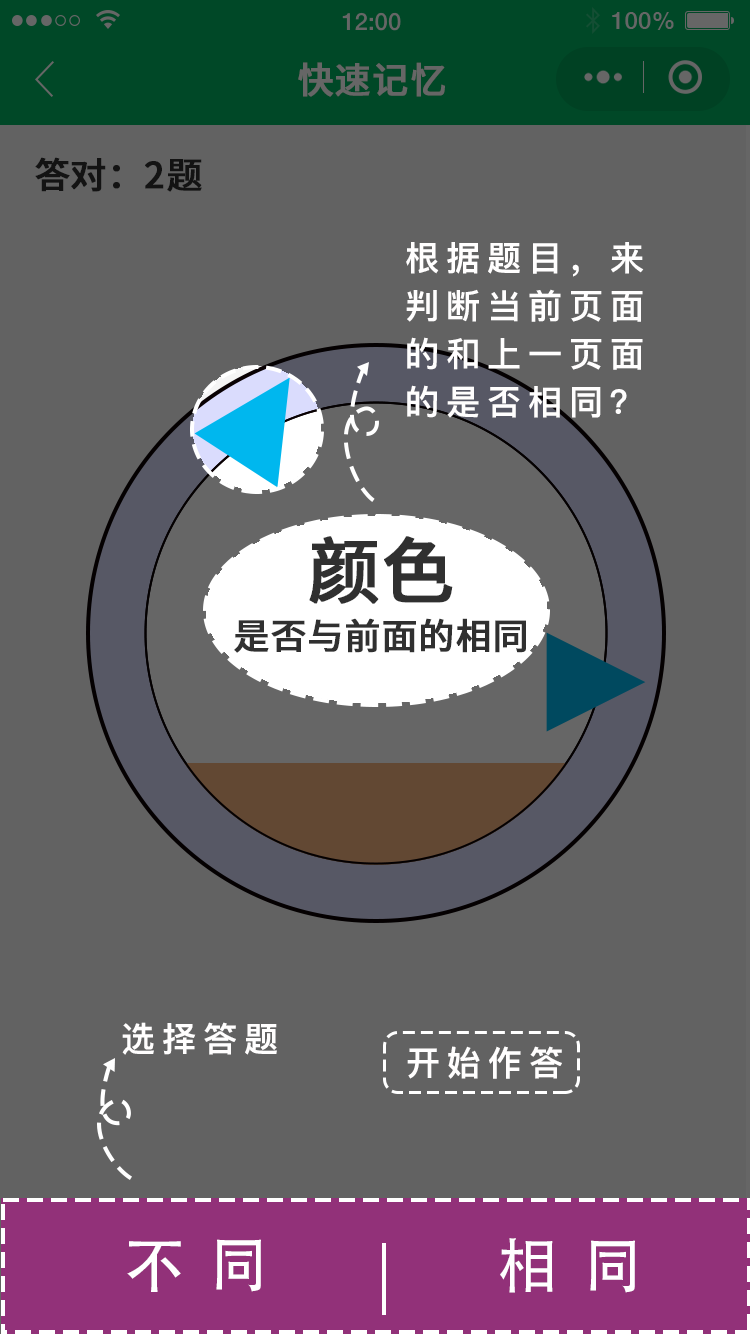 12:00
100%
快速记忆
答对：2题
根据题目，来
判断当前页面
的和上一页面
的是否相同？
颜色
是否与前面的相同
选择答题
开始作答
不同
相同